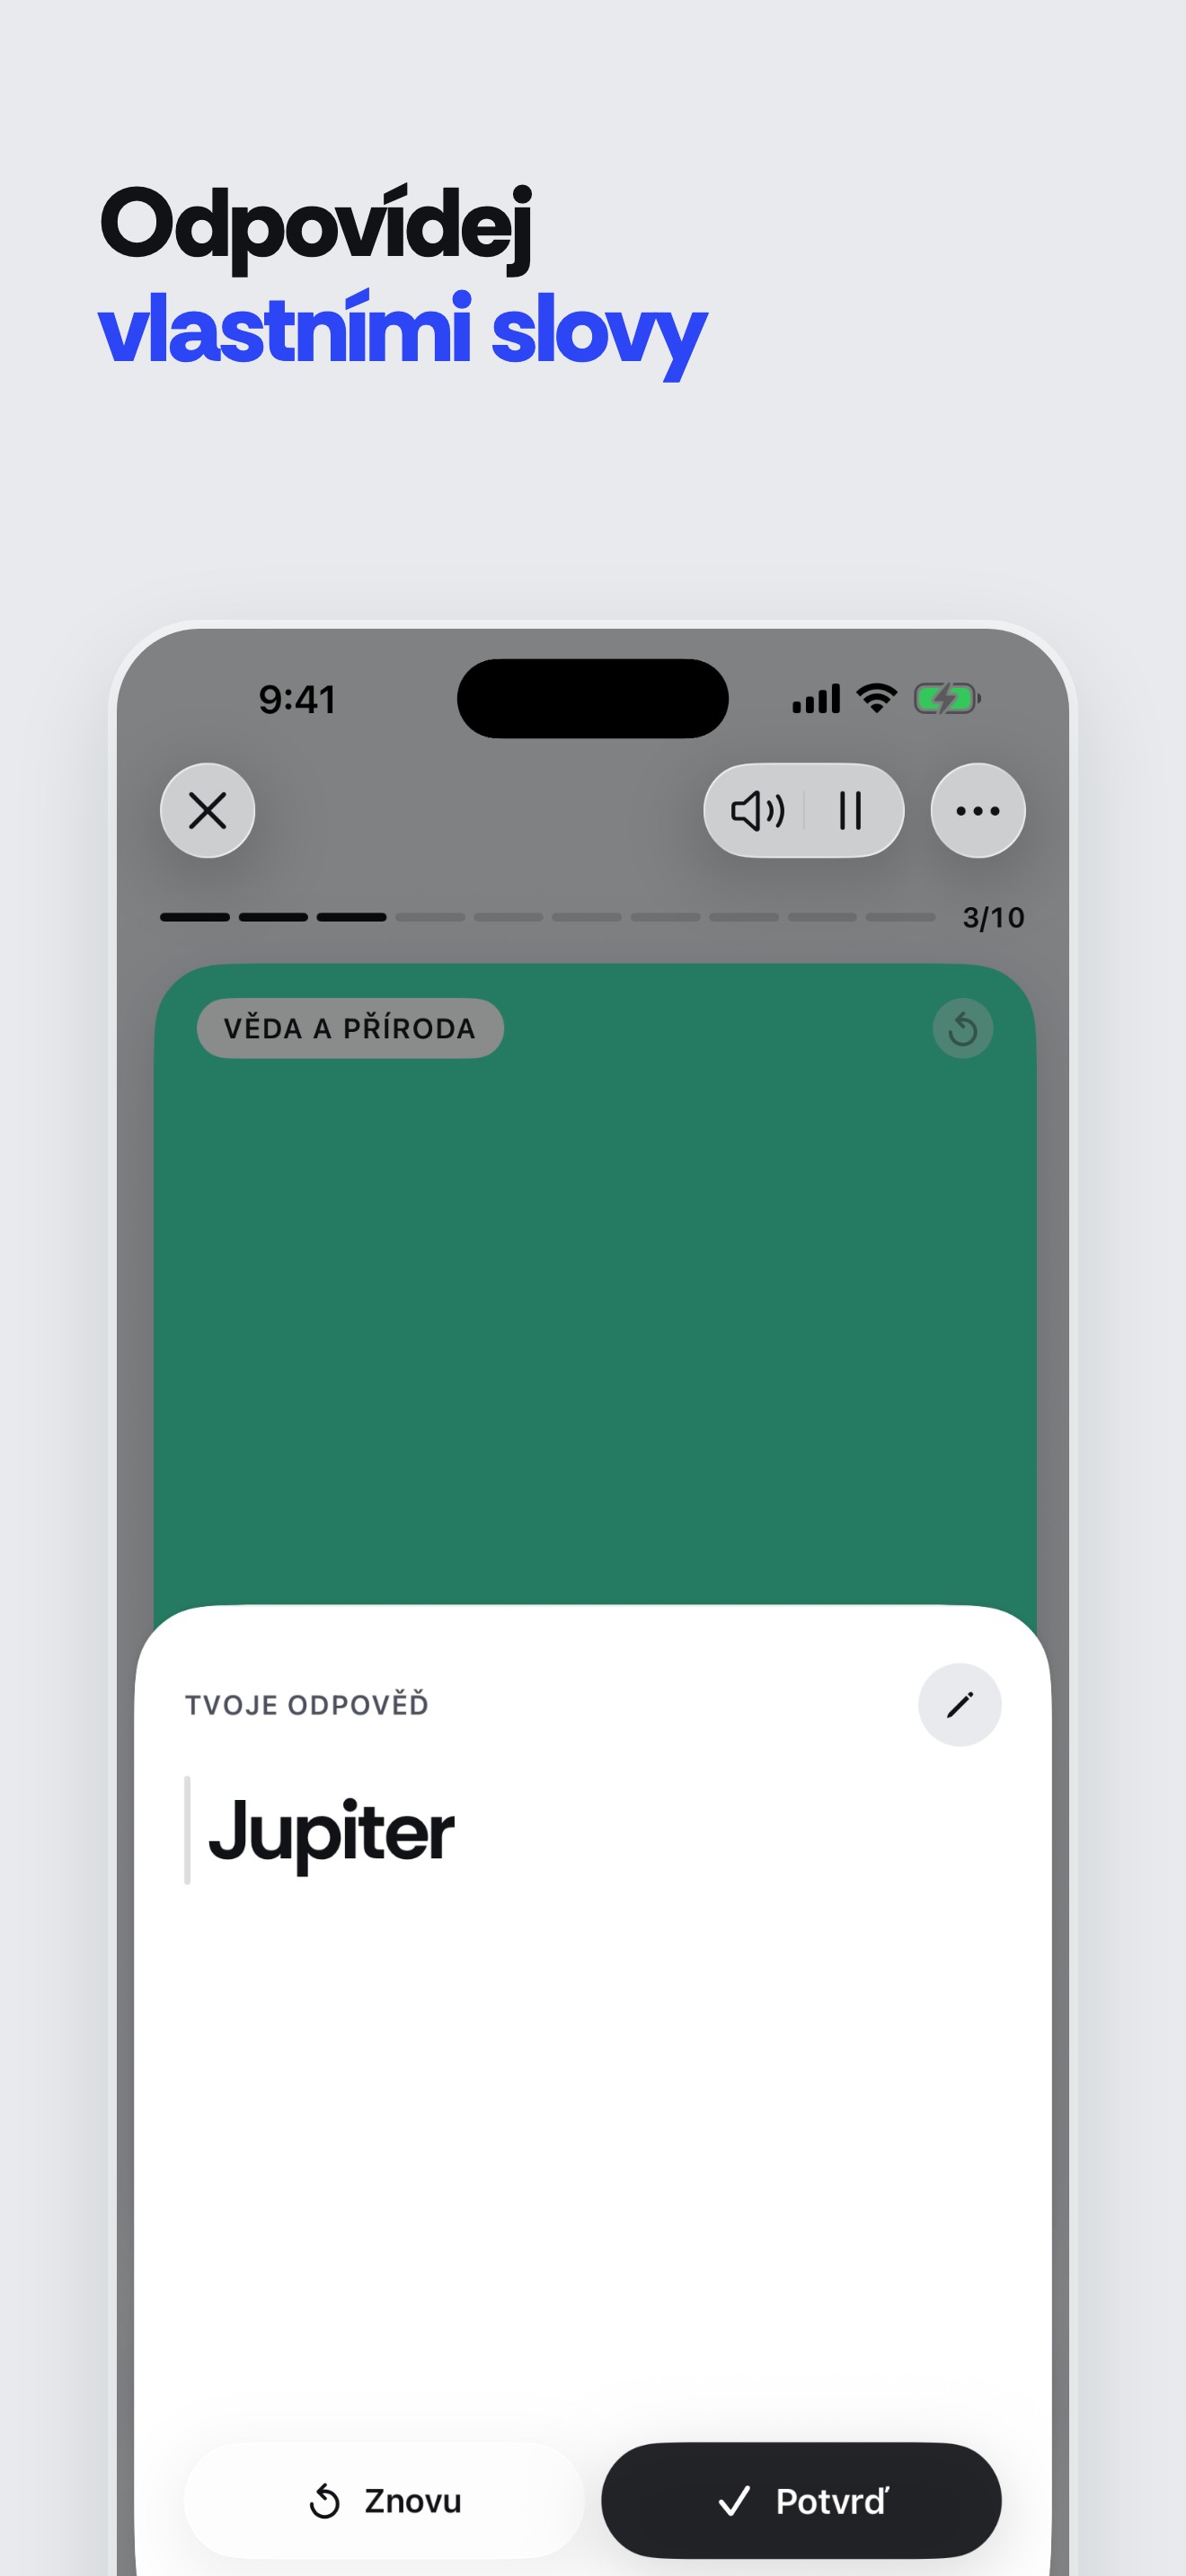 Odpovídej
vlastními slovy
9:41
3/10
VĚDA A PŘÍRODA
TVOJE ODPOVĚĎ
Jupiter
Znovu
Potvrď